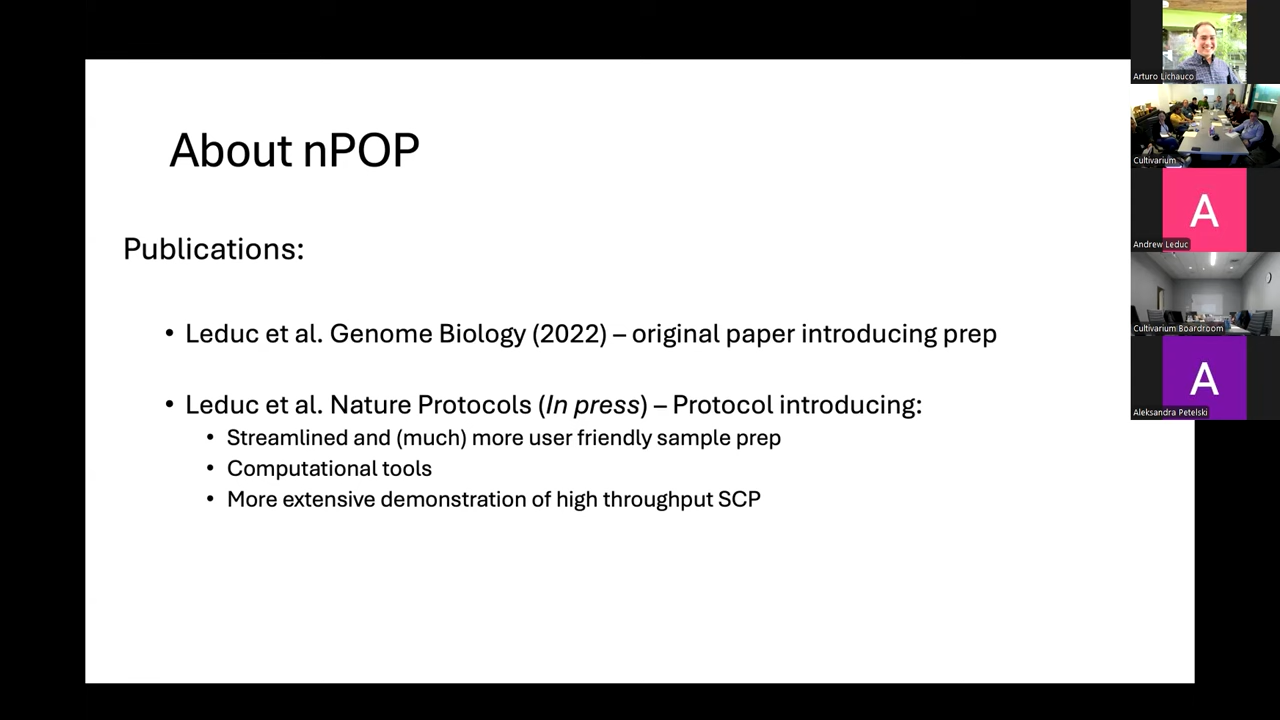 About nPOP
Publications:
• Leduc et al. Genome Biology (2022) – original paper introducing prep
• Leduc et al. Nature Protocols (In press) – Protocol introducing:
• Streamlined and (much) more user friendly sample prep
• Computational tools
• More extensive demonstration of high throughput SCP
Arturo Lichauco
Cultivarium
A
Andrew Leduc
Cultivarium Boardroom
A
Aleksandra Petelski